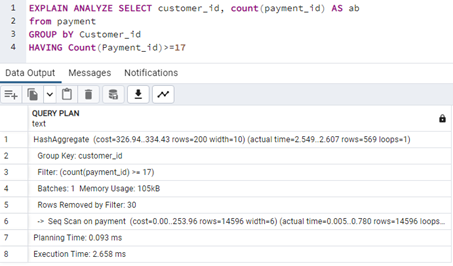 1 EXPLAIN ANALYZE SELECT customer_id, count(payment_id) AS ab
2 from payment
3 GROUP bY Customer_id
4 HAVING Count(Payment_id)>=17
Data Output Messages Notifications
QUERY PLAN
text
1 HashAggregate (cost=326.94..334.43 rows=200 width=10) (actual time=2.549..2.607 rows=569 loops=1)
2 Group Key: customer_id
3 Filter: (count(payment_id) >= 17)
4 Batches: 1 Memory Usage: 105kB
5 Rows Removed by Filter: 30
6 -> Seq Scan on payment (cost=0.00..253.96 rows=14596 width=6) (actual time=0.005..0.780 rows=14596 loops...
7 Planning Time: 0.093 ms
8 Execution Time: 2.658 ms